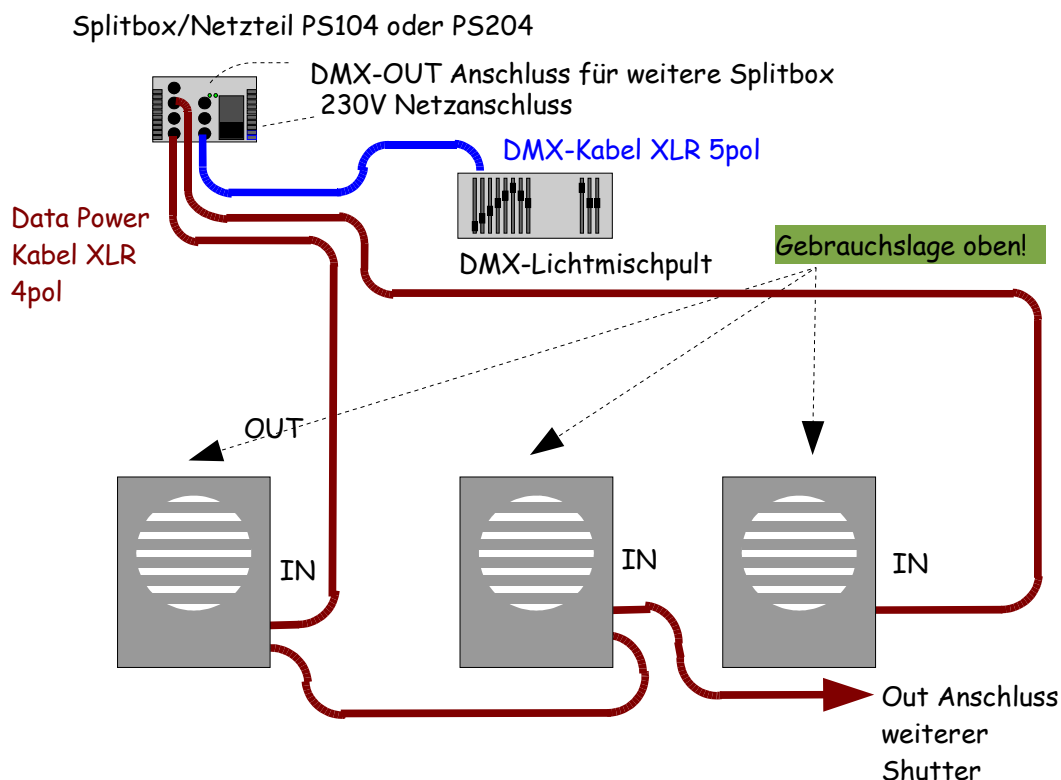 Splitbox/Netzteil PS104 oder PS204
DMX-OUT Anschluss für weitere Splitbox
230V Netzanschluss
DMX-Kabel XLR 5pol
Data Power
Kabel XLR
4pol
DMX-Lichtmischpult
Gebrauchslage oben!
OUT
IN
IN
IN
Out Anschluss
weiterer
Shutter